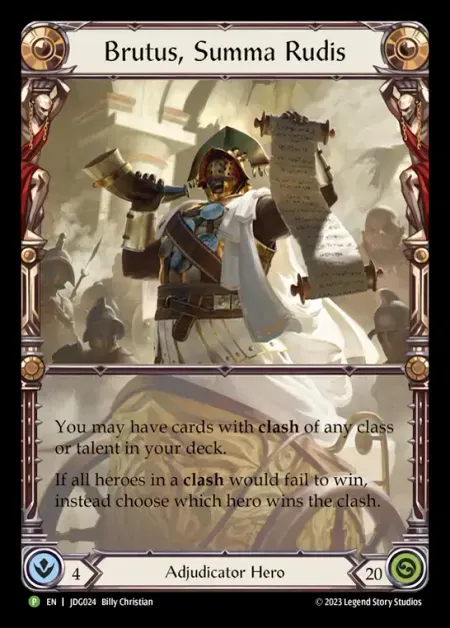 Brutus, Summa Rudis
You may have cards with clash of any class
or talent in your deck.
If all heroes in a clash would fail to win,
instead choose which hero wins the clash.
4
Adjudicator Hero
20
P EN | JDG024 Billy Christian
© 2023 Legend Story Studios